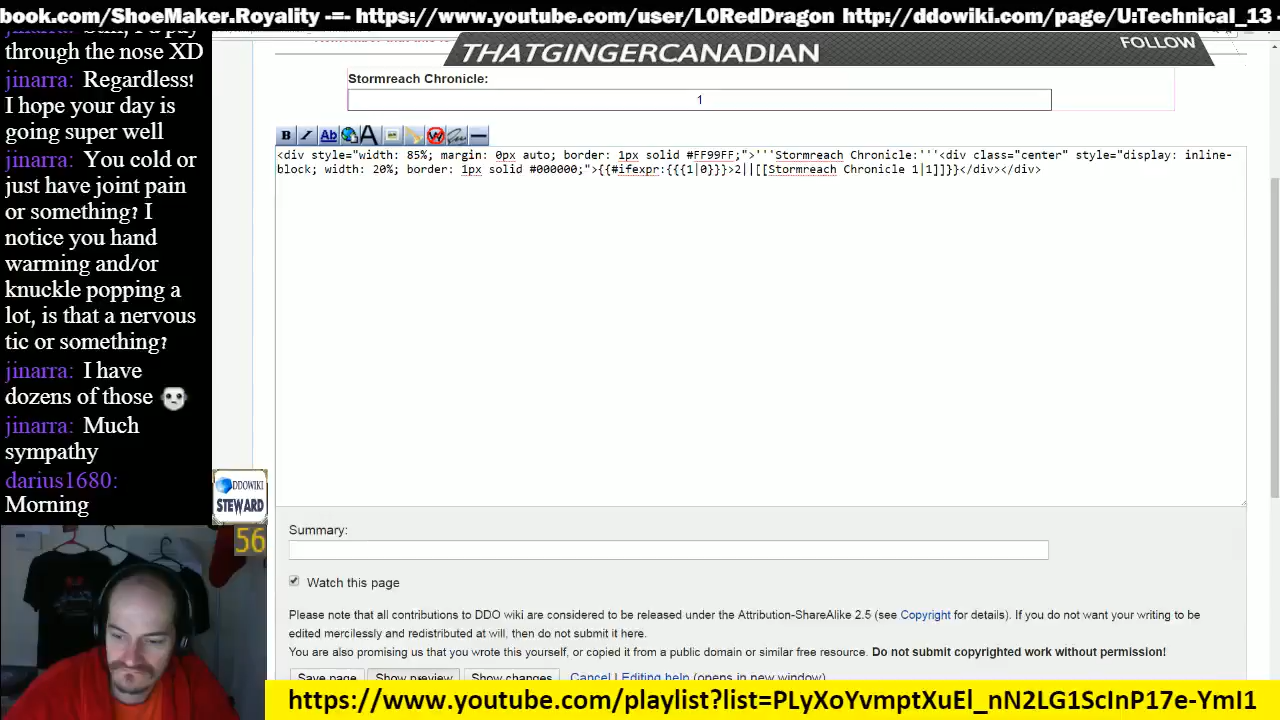 book.com/ShoeMaker.Royality -=- https://www.youtube.com/user/L0RedDragon http://ddowiki.com/page/U:Technical_13 -
through the nose XD
jinarra: Regardless!
I hope your day is
going super well
jinarra: You cold or
just have joint pain
or something? I
notice you hand
warming and/or
knuckle popping a
lot, is that a nervous
tic or something?
jinarra: I have
dozens of those
jinarra: Much
sympathy
darius1680:
Morning
THATGINGERCANADIAN
FOLLOW
Stormreach Chronicle:
1
B I Ab A W
<div style="width: 85%; margin: 0px auto; border: 1px solid #FF99FF;">'''Stormreach Chronicle:'''<div class="center" style="display: inline-
block; width: 20%; border: 1px solid #000000;">{{#ifexpr:{{{1|0}}}>2||[[Stormreach Chronicle 1|1]]}}</div></div>
DDOWIKI
STEWARD
56
Summary:
Watch this page
Please note that all contributions to DDO wiki are considered to be released under the Attribution-ShareAlike 2.5 (see Copyright for details). If you do not want your writing to be
edited mercilessly and redistributed at will, then do not submit it here.
You are also promising us that you wrote this yourself, or copied it from a public domain or similar free resource. Do not submit copyrighted work without permission!
Save page Show preview Show changes Cancel | Editing help (opens in new window)
https://www.youtube.com/playlist?list=PLyXoYvmptXuEl_nN2LG1ScInP17e-YmI1